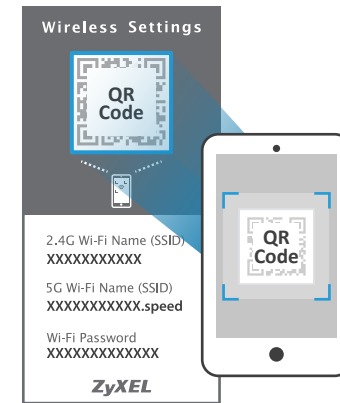 Wireless Settings
QR
Code
QR
Code
2.4G Wi-Fi Name (SSID)
XXXXXXXXXXX
5G Wi-Fi Name (SSID)
XXXXXXXXXXX.speed
Wi-Fi Password
XXXXXXXXXXXXX
ZyXEL